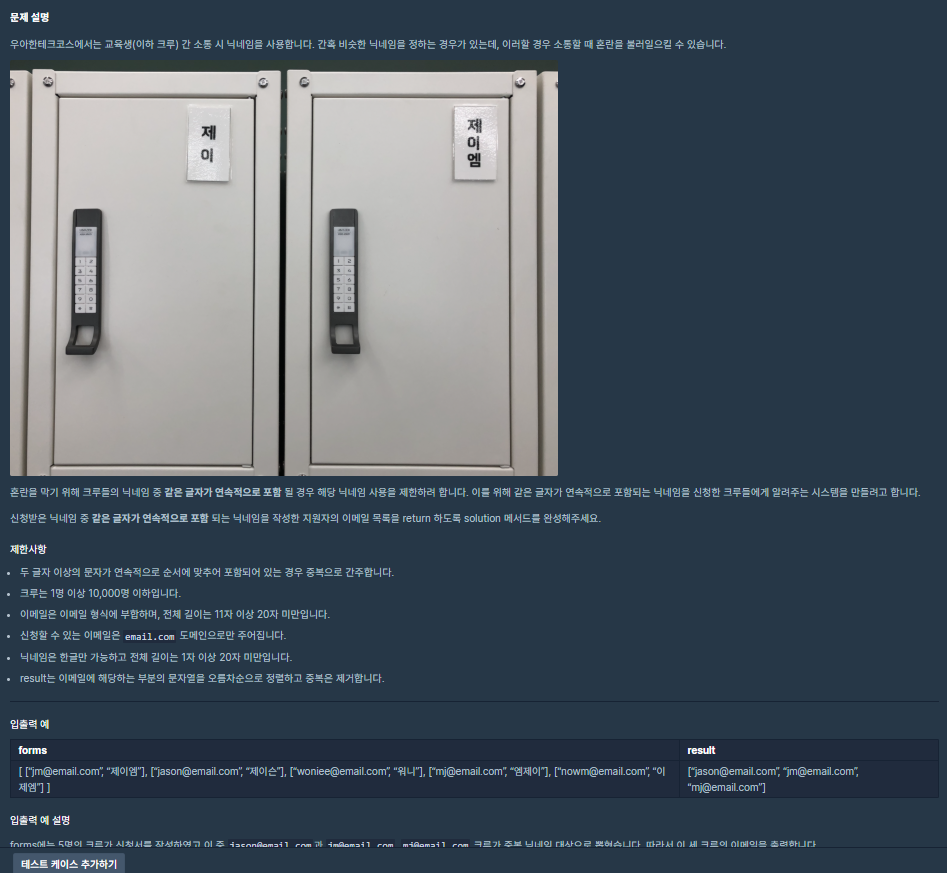 문제 설명
우아한테크코스에서는 교육생(이하 크루) 간 소통 시 닉네임을 사용합니다. 간혹 비슷한 닉네임을 정하는 경우가 있는데, 이러할 경우 소통할 때 혼란을 불러일으킬 수 있습니다.
제
이
제
이
엠
혼란을 막기 위해 크루들의 닉네임 중 같은 글자가 연속적으로 포함 될 경우 해당 닉네임 사용을 제한하려 합니다. 이를 위해 같은 글자가 연속적으로 포함되는 닉네임을 신청한 크루들에게 알려주는 시스템을 만들려고 합니다.
신청받은 닉네임 중 같은 글자가 연속적으로 포함 되는 닉네임을 작성한 지원자의 이메일 목록을 return 하도록 solution 메서드를 완성해주세요.
제한사항
• 두 글자 이상의 문자가 연속적으로 순서에 맞추어 포함되어 있는 경우 중복으로 간주합니다.
• 크루는 1명 이상 10,000명 이하입니다.
• 이메일은 이메일 형식에 부합하며, 전체 길이는 11자 이상 20자 미만입니다.
• 신청할 수 있는 이메일은 email.com 도메인으로만 주어집니다.
• 닉네임은 한글만 가능하고 전체 길이는 1자 이상 20자 미만입니다.
• result는 이메일에 해당하는 부분의 문자열을 오름차순으로 정렬하고 중복은 제거합니다.
입출력 예
forms result
[ ["jm@email.com", "제이엠"], ["jason@email.com", "제이슨"], ["woniee@email.com", "워니"], ["mj@email.com", "엠제이"], ["nowm@email.com", "이
제엠"] ]
["jason@email.com", "jm@email.com",
"mj@email.com"]
입출력 예 설명
forms에는 5명의 크루가 신청서를 작성하였고 이 중 jason@email.com 과 jm@email.com, mj@email.com 크루가 중복 닉네임 대상으로 뽑혔습니다. 따라서 이 세 크루의 이메일을 출력합니다.
테스트 케이스 추가하기